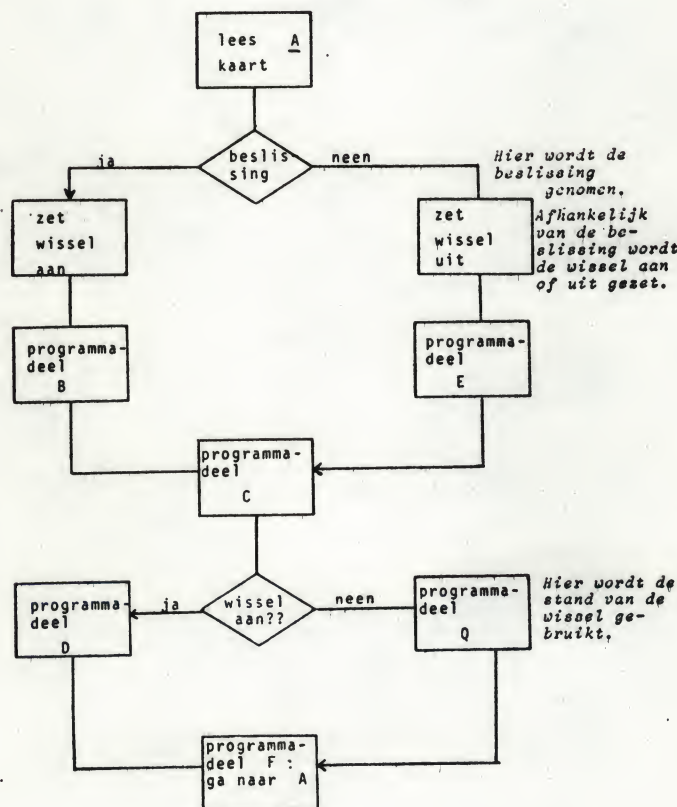 lees A
kaart
ja
beslis
sing
neen
Hier wordt de
beslissing
genomen.
zet
wissel
aan
zet
wissel
uit
Afhankelijk
van de be-
slissing wordt
de wissel aan
of uit gezet.
programma-
deel
B
programma-
deel
E
programma-
deel
C
programma-
deel
D
ja
wissel
aan??
neen
programma-
deel
Q
Hier wordt de
stand van de
wissel ge-
bruikt.
programma-
deel F :
ga naar A